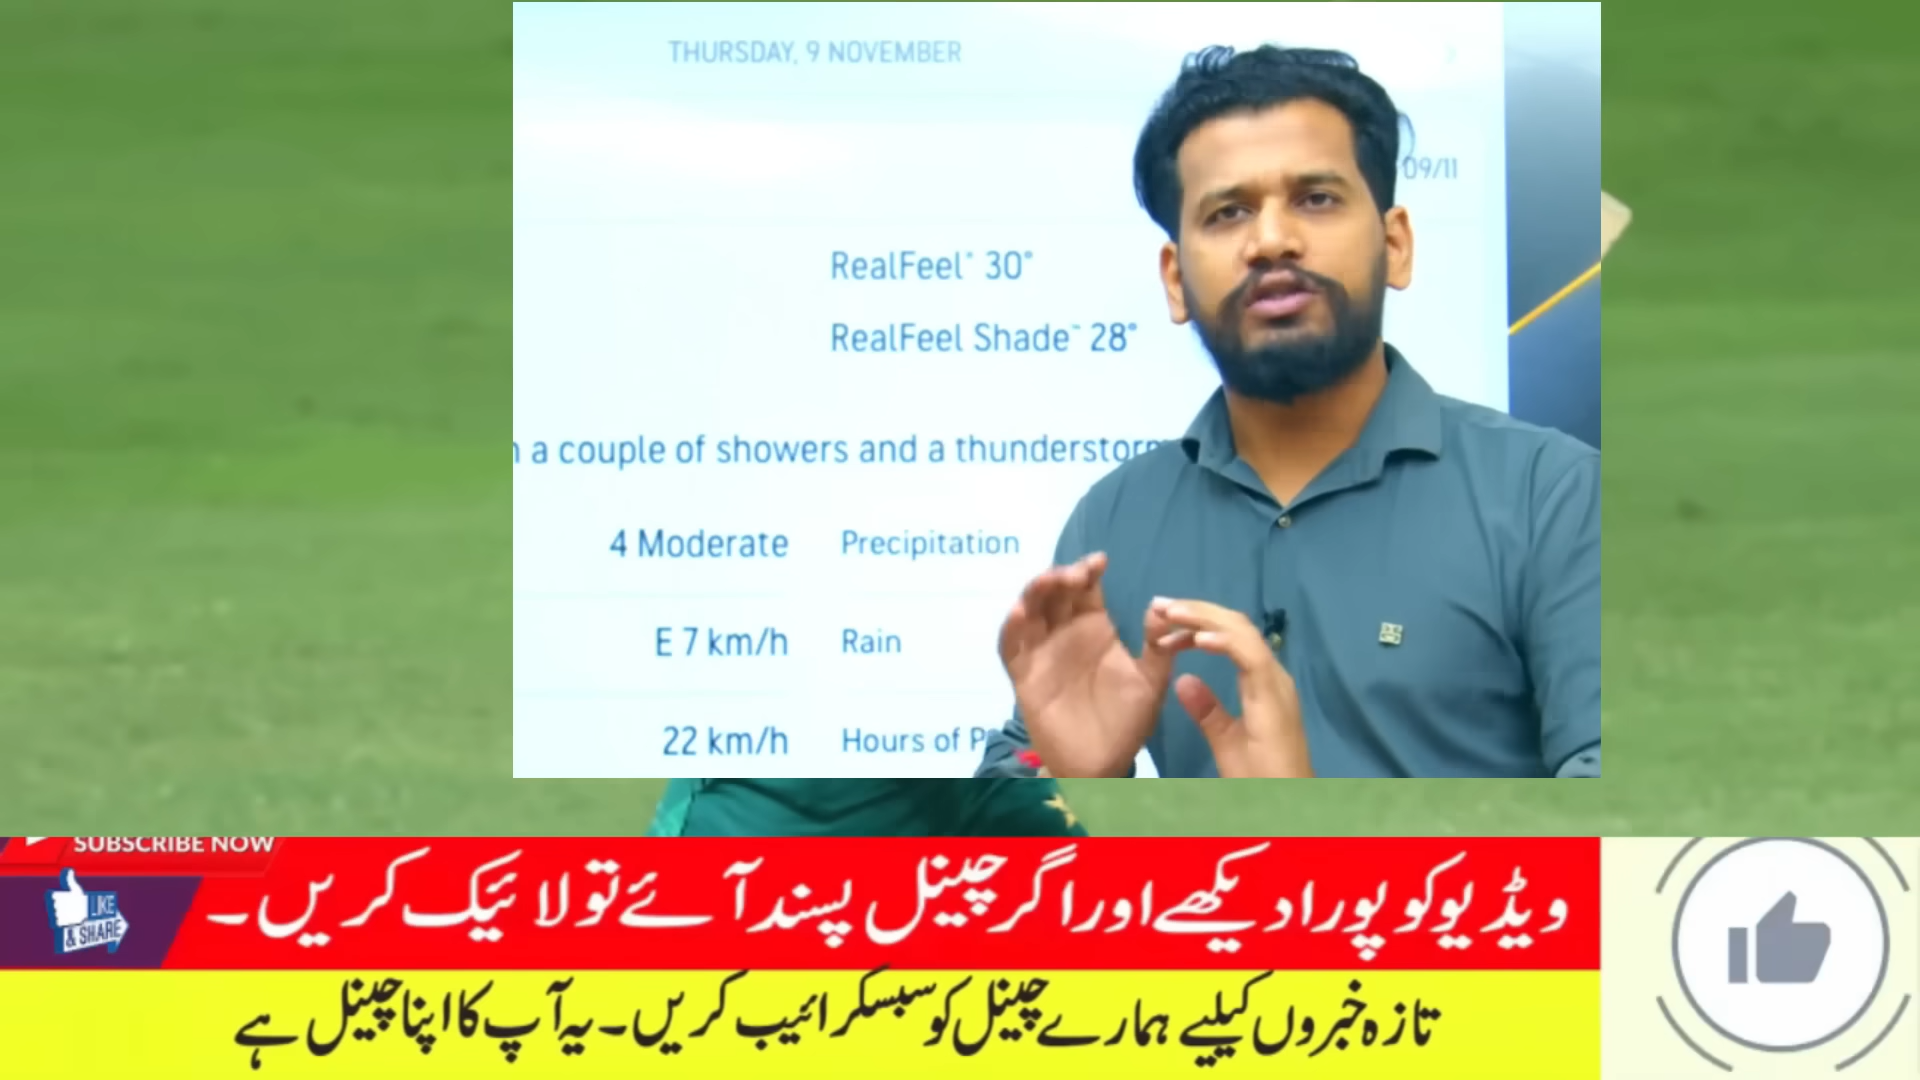 THURSDAY, 9 NOVEMBER
09/11
RealFeel™ 30°
RealFeel Shade™ 28°
a couple of showers and a thunderstorm
4 Moderate Precipitation
E 7 km/h Rain
22 km/h Hours of
SUBSCRIBE NOW
LIKE
& SHARE
ویڈیو کو پورا دیکھے اور اگر چینل پسند آئے تو لائیک کریں۔
تازہ خبروں کیلیے ہمارے چینل کو سبسکرائیب کریں۔ یہ آپ کا اپنا چینل ہے